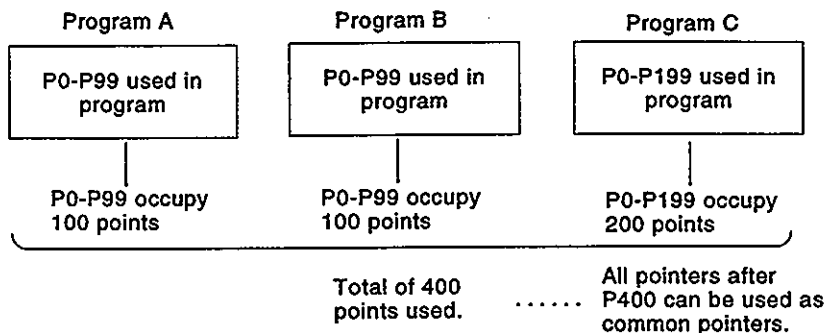 Program A
Program B
Program C
P0-P99 used in
program
P0-P99 used in
program
P0-P199 used in
program
P0-P99 occupy
100 points
P0-P99 occupy
100 points
P0-P199 occupy
200 points
Total of 400
points used.
......
All pointers after
P400 can be used as
common pointers.